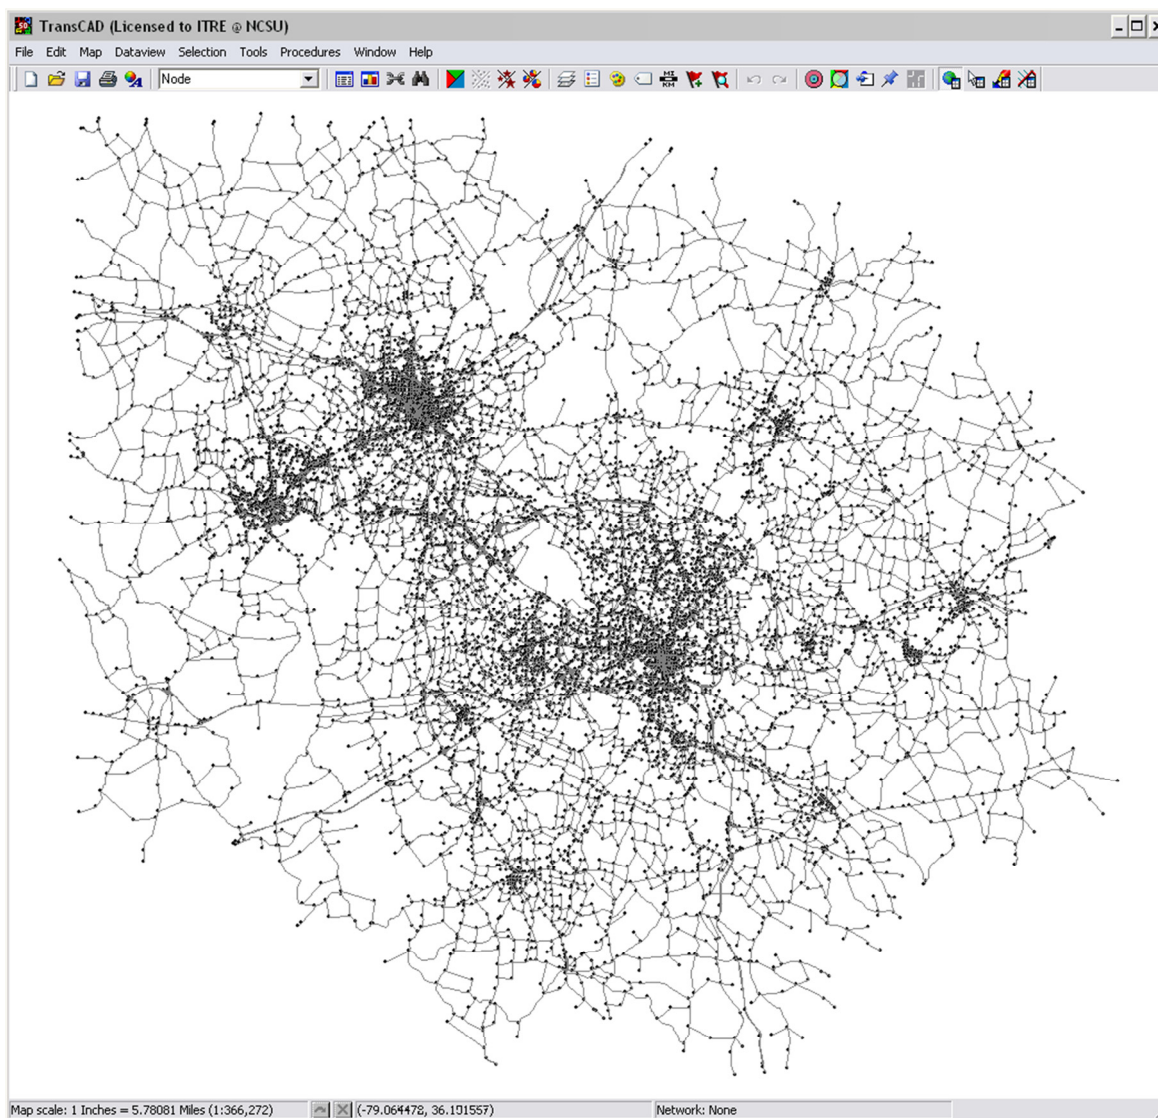 TransCAD (Licensed to ITRE @ NCSU)
File Edit Map Dataview Selection Tools Procedures Window Help
Node
Map scale: 1 Inches = 5.78081 Miles (1:366,272) (-79.064478, 36.191557) Network: None